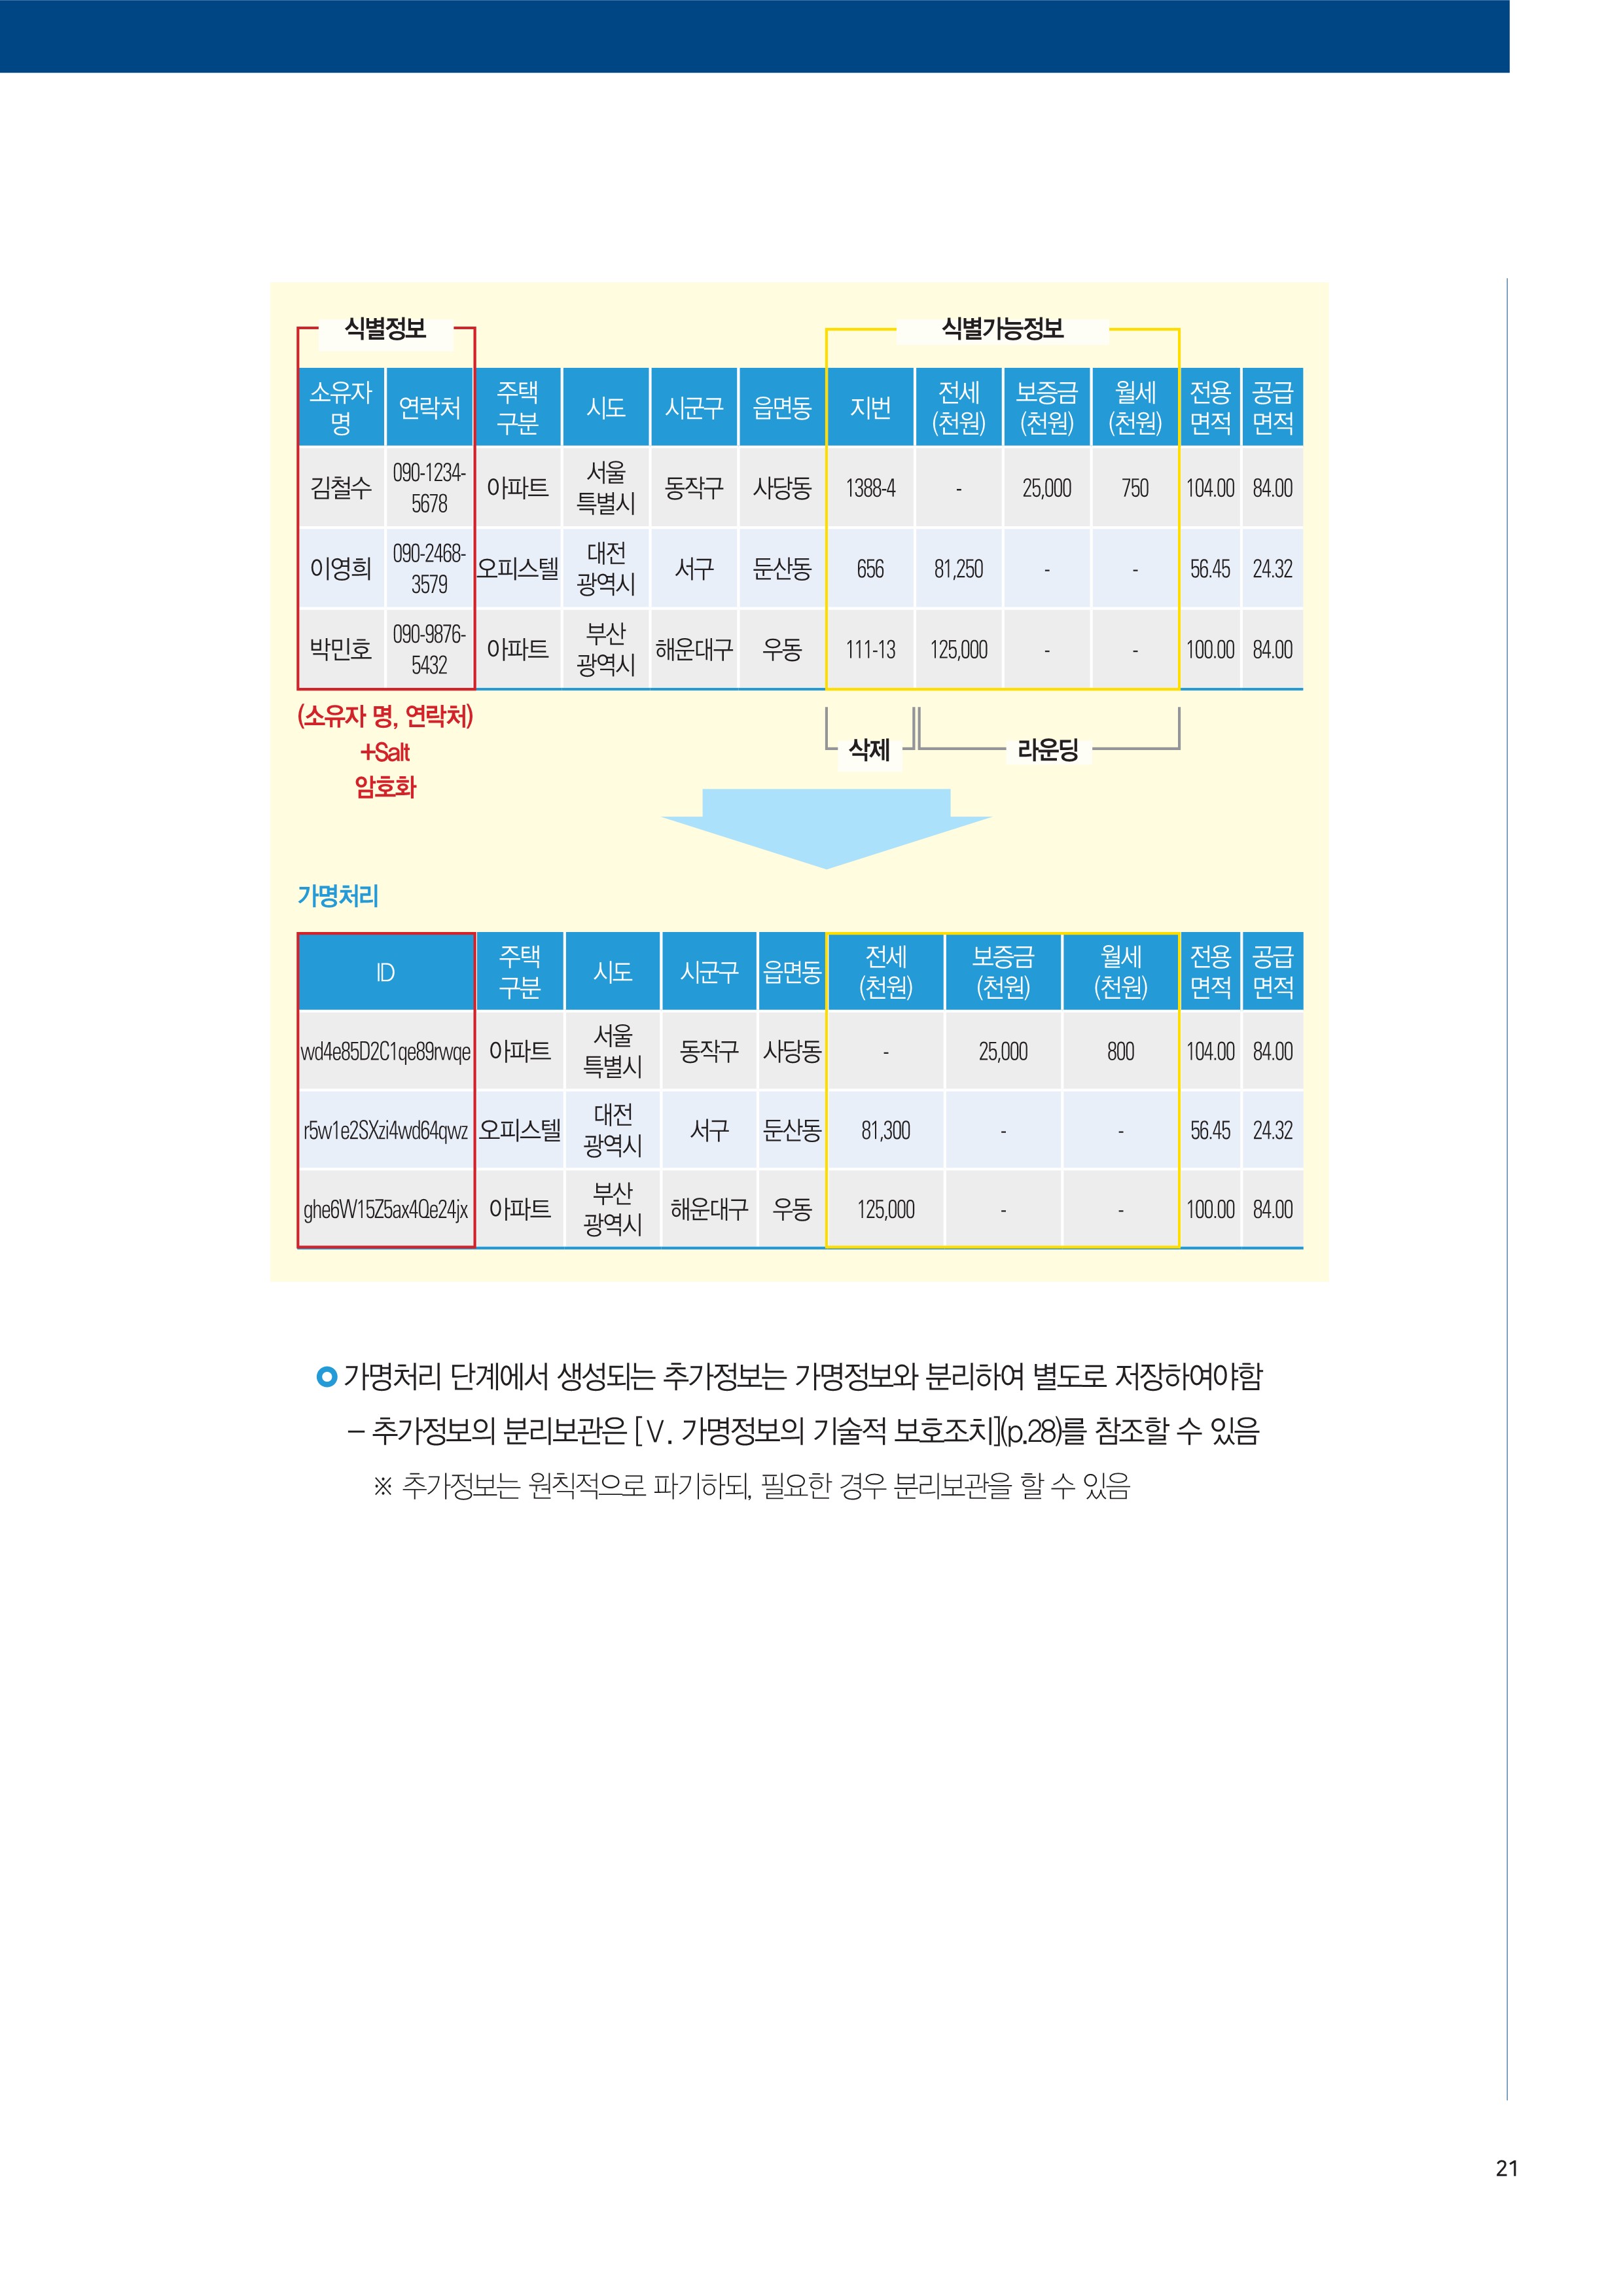 식별정보 식별가능정보
소유자 명 연락처 주택 구분 시도 시군구 읍면동 지번 전세 (천원) 보증금 (천원) 월세 (천원) 전용 면적 공급 면적
김철수 090-1234-5678 아파트 서울 특별시 동작구 사당동 1388-4 - 25,000 750 104.00 84.00
이영희 090-2468-3579 오피스텔 대전 광역시 서구 둔산동 656 81,250 - - 56.45 24.32
박민호 090-9876-5432 아파트 부산 광역시 해운대구 우동 111-13 125,000 - - 100.00 84.00
(소유자 명, 연락처)
+Salt
암호화
삭제 라운딩
가명처리
ID 주택 구분 시도 시군구 읍면동 전세 (천원) 보증금 (천원) 월세 (천원) 전용 면적 공급 면적
wd4e85D2C1qe89rwqe 아파트 서울 특별시 동작구 사당동 - 25,000 800 104.00 84.00
r5w1e2SXzi4wd64qwz 오피스텔 대전 광역시 서구 둔산동 81,300 - - 56.45 24.32
ghe6W15Z5ax4Qe24jx 아파트 부산 광역시 해운대구 우동 125,000 - - 100.00 84.00
가명처리 단계에서 생성되는 추가정보는 가명정보와 분리하여 별도로 저장하여야함
– 추가정보의 분리보관은 [Ⅴ. 가명정보의 기술적 보호조치](p.28)를 참조할 수 있음
※ 추가정보는 원칙적으로 파기하되, 필요한 경우 분리보관을 할 수 있음
21